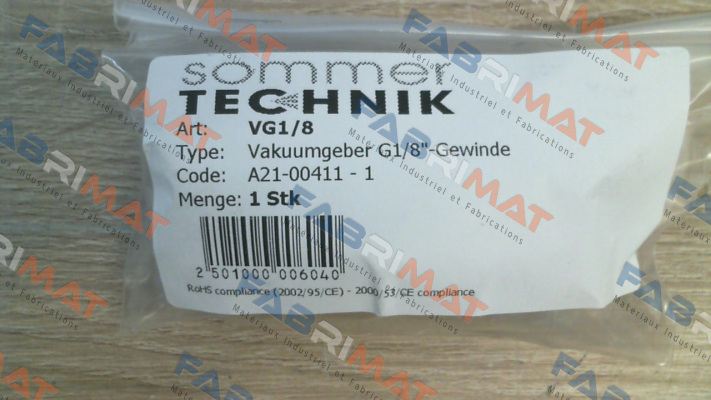 sommer
TECHNIK
Art: VG1/8
Type: Vakuumgeber G1/8"-Gewinde
Code: A21-00411 - 1
Menge: 1 Stk
2 501000 006040
RoHS compliance (2002/95/CE) - 2000/53/CE compliance
FABRIMAT
Materiaux Industriel et Fabrications